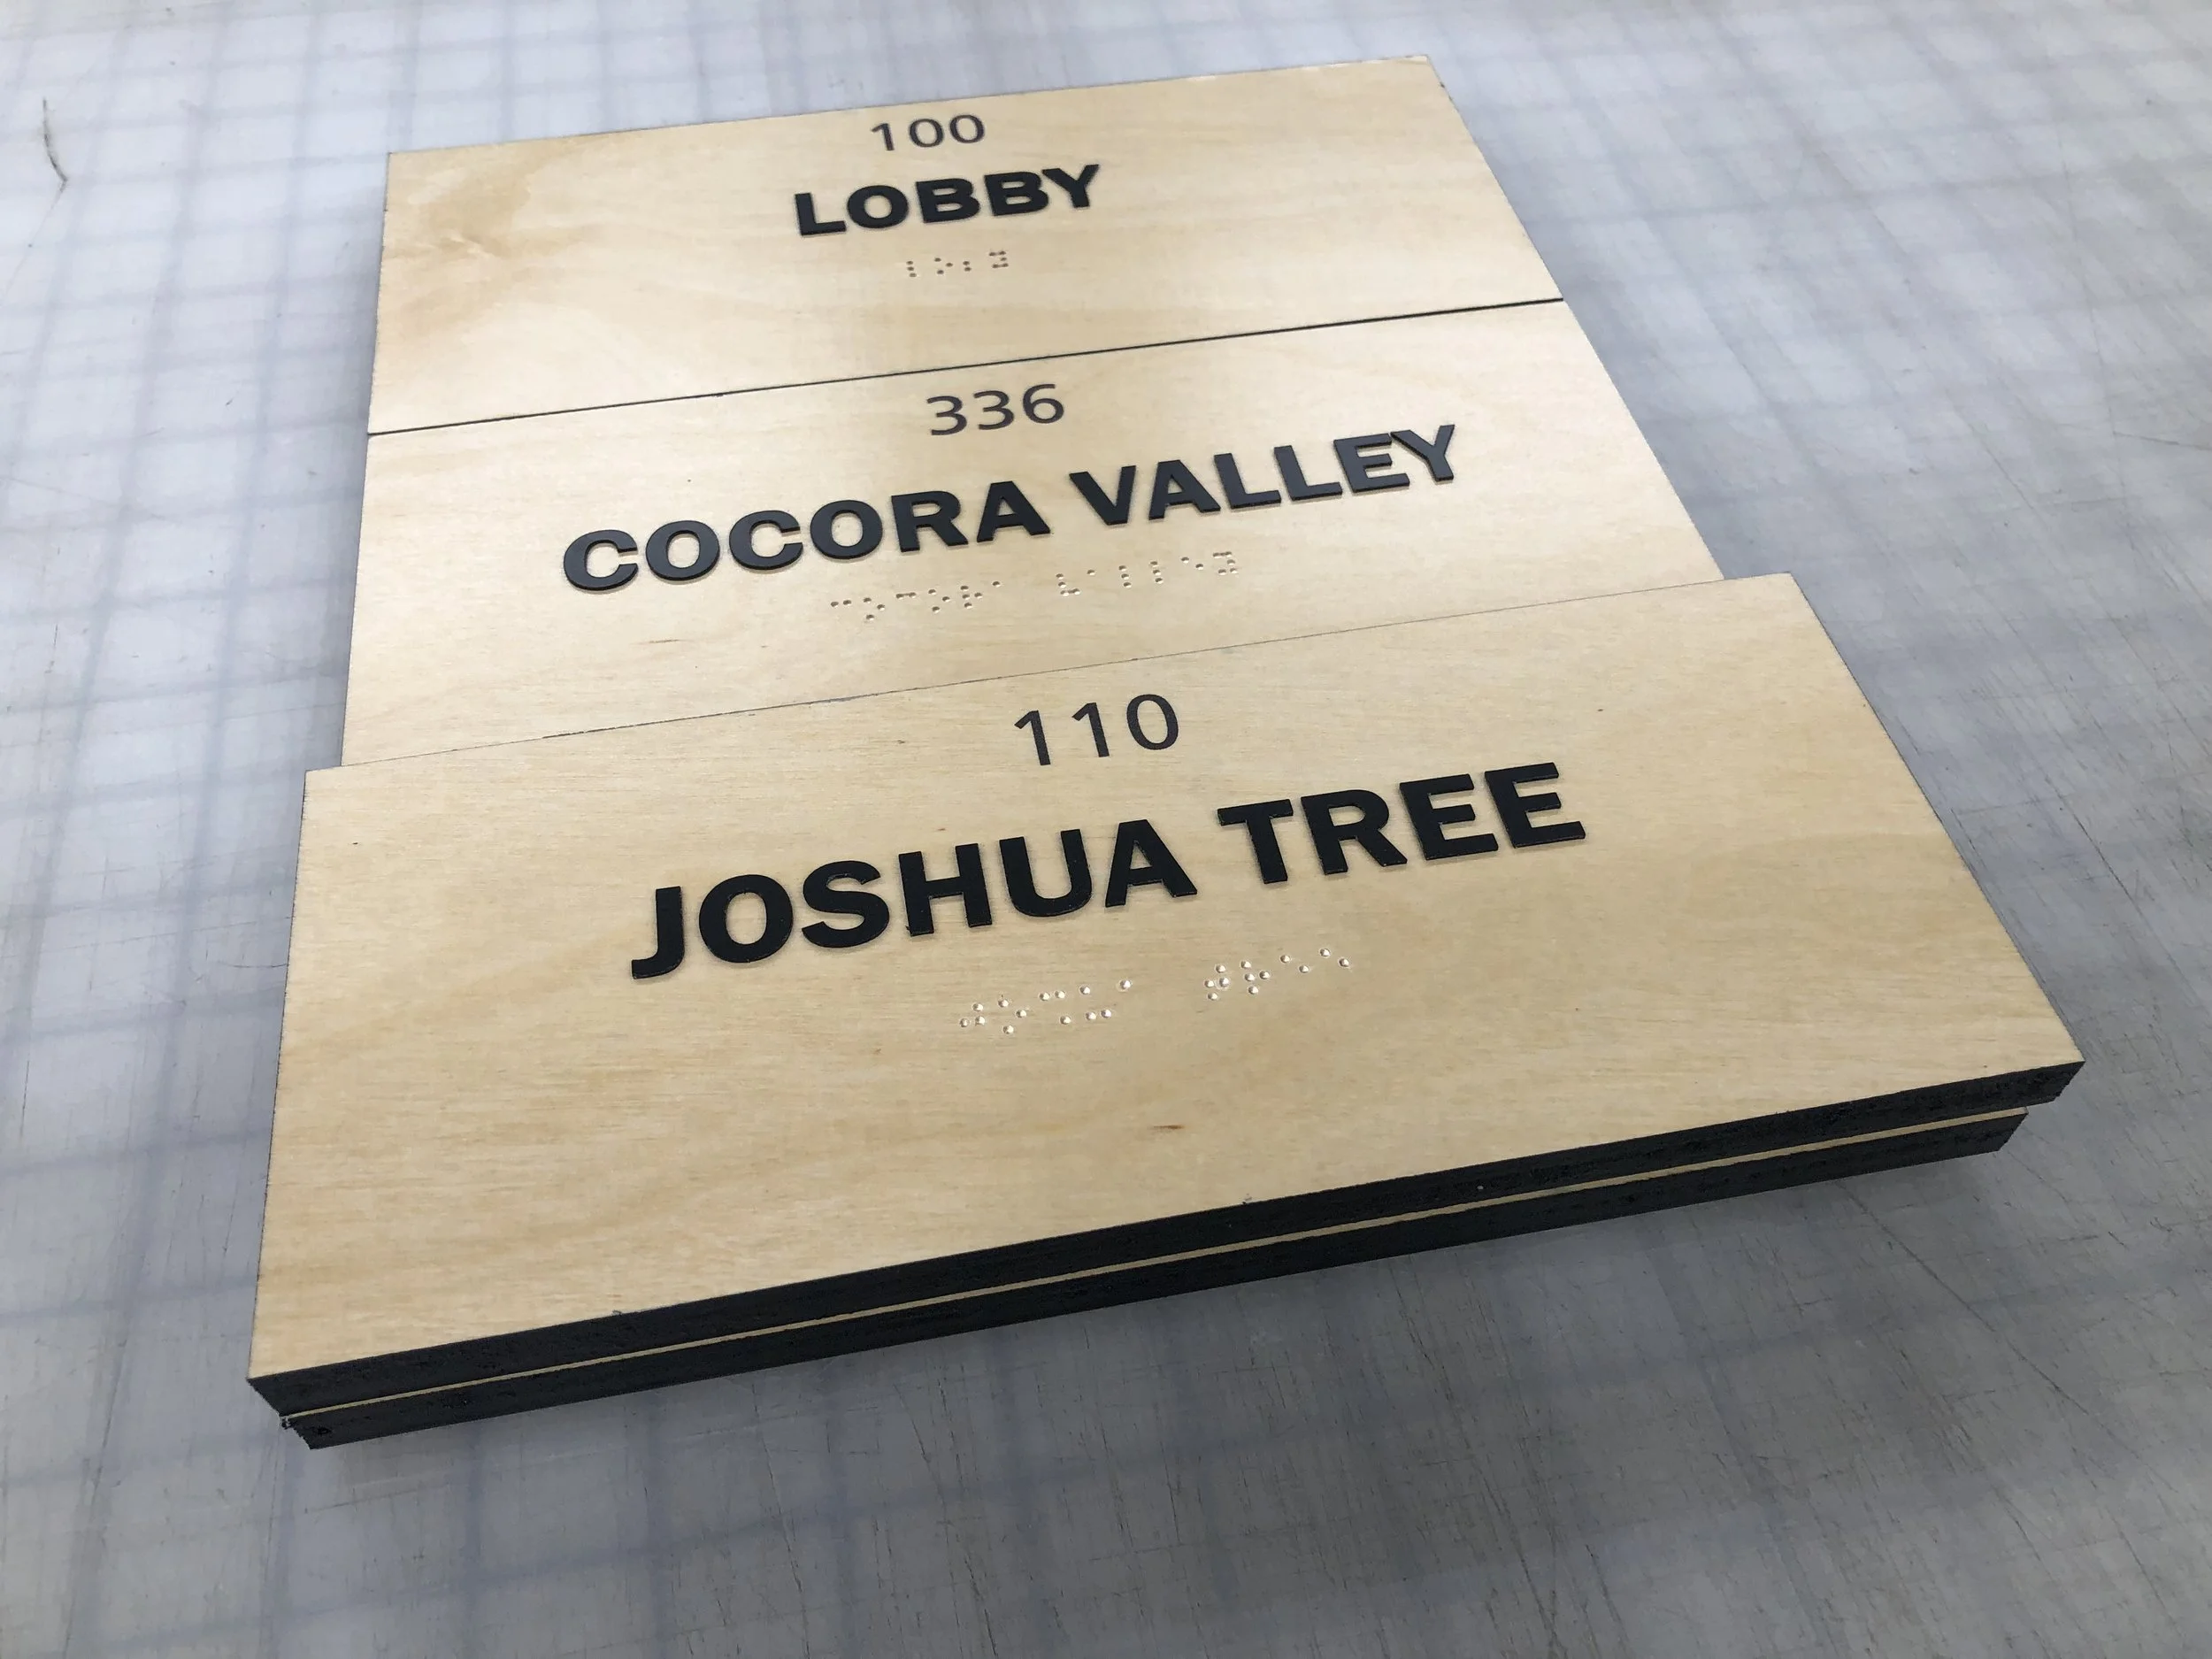 100
LOBBY
⠇⠕⠆⠽
336
COCORA VALLEY
⠉⠕⠉⠕⠗⠁ ⠧⠁⠇⠇⠑⠽
110
JOSHUA TREE
⠚⠕⠩⠥⠁ ⠞⠗⠑⠑